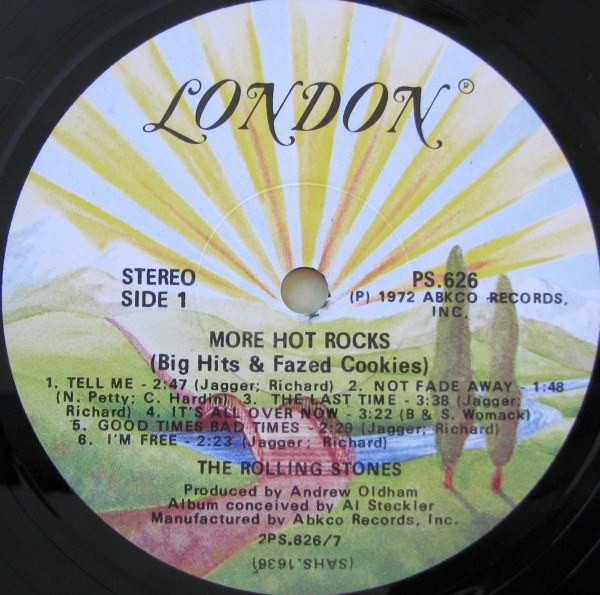 LONDON®
STEREO
SIDE 1
PS.626
(P) 1972 ABKCO RECORDS,
INC.
MORE HOT ROCKS
(Big Hits & Fazed Cookies)
1. TELL ME - 2:47 (Jagger; Richard) 2. NOT FADE AWAY - 1:48
(N. Petty; C. Hardin) 3. THE LAST TIME - 3:38 (Jagger;
Richard) 4. IT'S ALL OVER NOW - 3:22 (B & S. Womack)
5. GOOD TIMES BAD TIMES - 2:29 (Jagger; Richard)
6. I'M FREE - 2:23 (Jagger; Richard)
THE ROLLING STONES
Produced by Andrew Oldham
Album conceived by Al Steckler
Manufactured by Abkco Records, Inc.
2PS.626/7
(SAHS.1636)